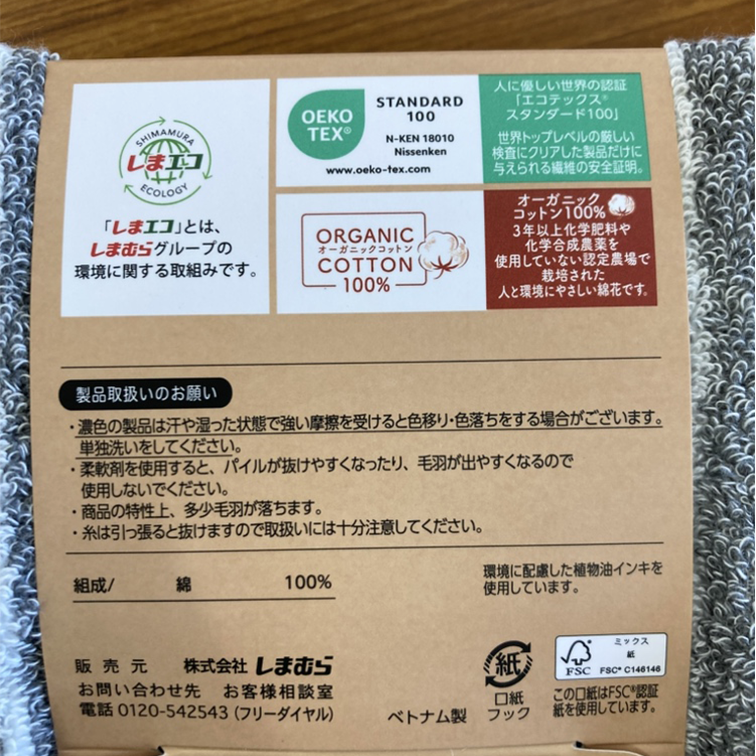 SHIMAMURA
しまエコ
ECOLOGY
「しまエコ」とは、
しまむらグループの
環境に関する取組みです。
OEKO
TEX®
STANDARD
100
N-KEN 18010
Nissenken
www.oeko-tex.com
人に優しい世界の認証
「エコテックス®
スタンダード100」
世界トップレベルの厳しい
検査にクリアした製品だけに
与えられる繊維の安全証明。
ORGANIC
オーガニックコットン
COTTON
100%
オーガニック
コットン100%
3年以上化学肥料や
化学合成農薬を
使用していない認定農場で
栽培された
人と環境にやさしい綿花です。
製品取扱いのお願い
・濃色の製品は汗や湿った状態で強い摩擦を受けると色移り・色落ちをする場合がございます。
単独洗いをしてください。
・柔軟剤を使用すると、パイルが抜けやすくなったり、毛羽が出やすくなるので
使用しないでください。
・商品の特性上、多少毛羽が落ちます。
・糸は引っ張ると抜けますので取扱いには十分注意してください。
組成/ 綿 100%
環境に配慮した植物油インキを
使用しています。
販売元 株式会社 しまむら
お問い合わせ先 お客様相談室
電話 0120-542543 (フリーダイヤル)
ベトナム製
紙
口紙
フック
ミックス
紙
FSC
FSC® C146146
この口紙はFSC®認証
紙を使用しています。